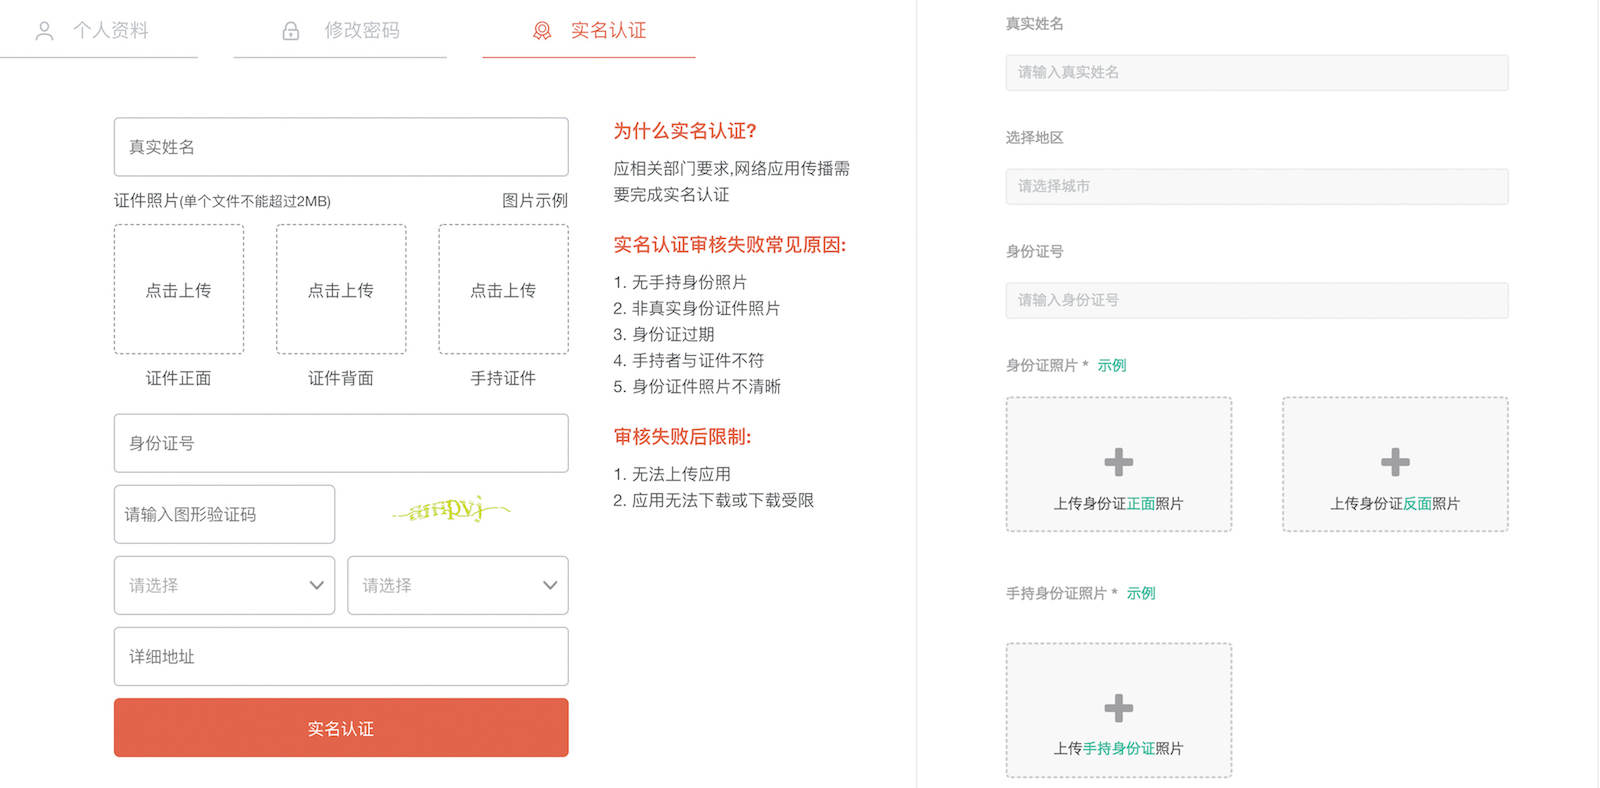 个人资料
修改密码
实名认证
真实姓名
证件照片(单个文件不能超过2MB)
图片示例
点击上传
点击上传
点击上传
证件正面
证件背面
手持证件
身份证号
请输入图形验证码
请选择
请选择
详细地址
实名认证
为什么实名认证?
应相关部门要求,网络应用传播需
要完成实名认证
实名认证审核失败常见原因:
1. 无手持身份照片
2. 非真实身份证件照片
3. 身份证过期
4. 手持者与证件不符
5. 身份证件照片不清晰
审核失败后限制:
1. 无法上传应用
2. 应用无法下载或下载受限
真实姓名
请输入真实姓名
选择地区
请选择城市
身份证号
请输入身份证号
身份证照片 * 示例
上传身份证正面照片
上传身份证反面照片
手持身份证照片 * 示例
上传手持身份证照片